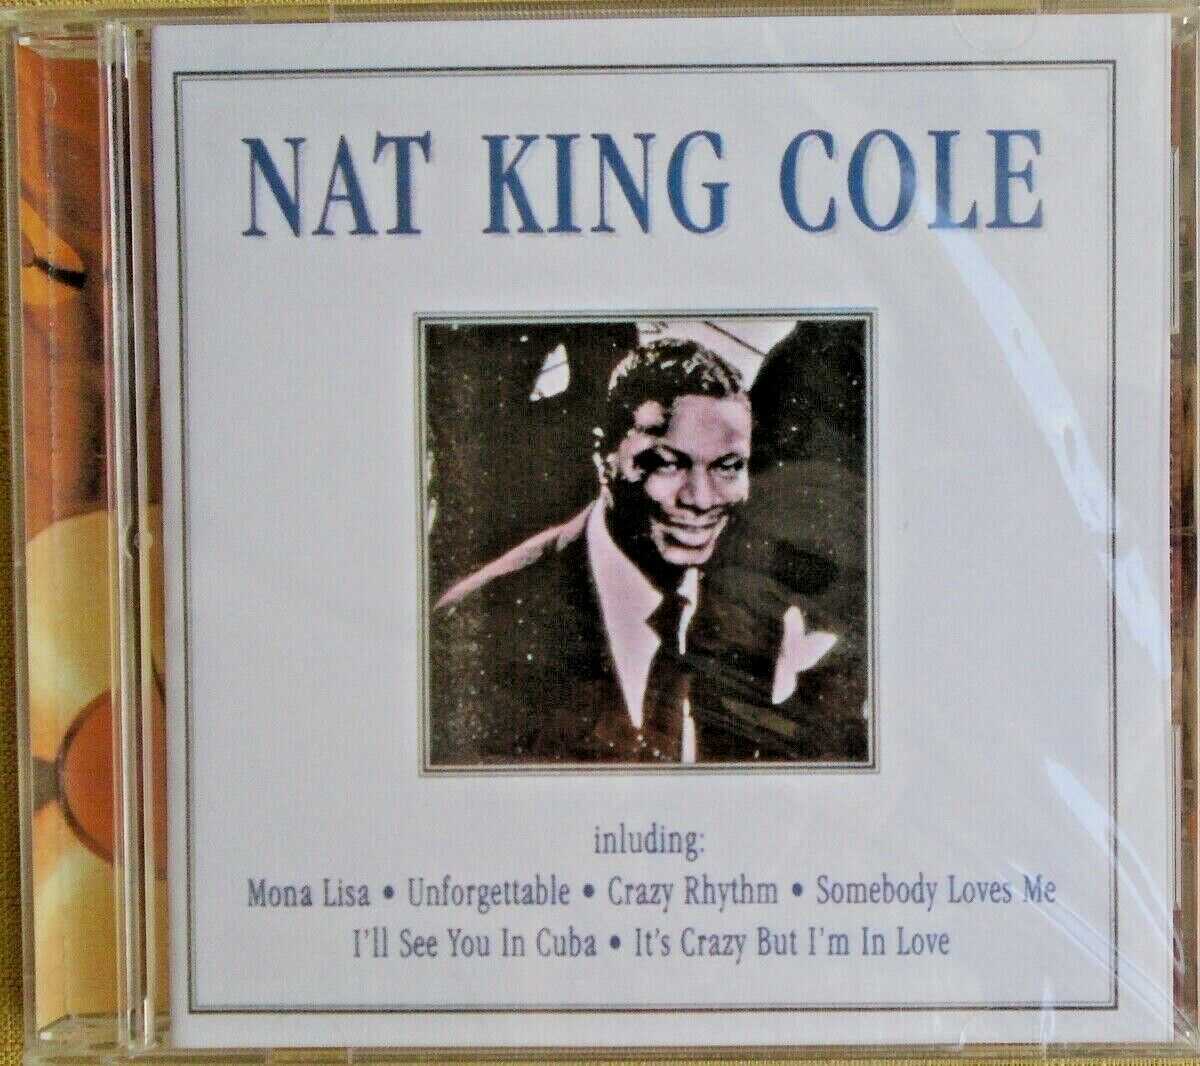 NAT KING COLE
inluding:
Mona Lisa • Unforgettable • Crazy Rhythm • Somebody Loves Me
I'll See You In Cuba • It's Crazy But I'm In Love